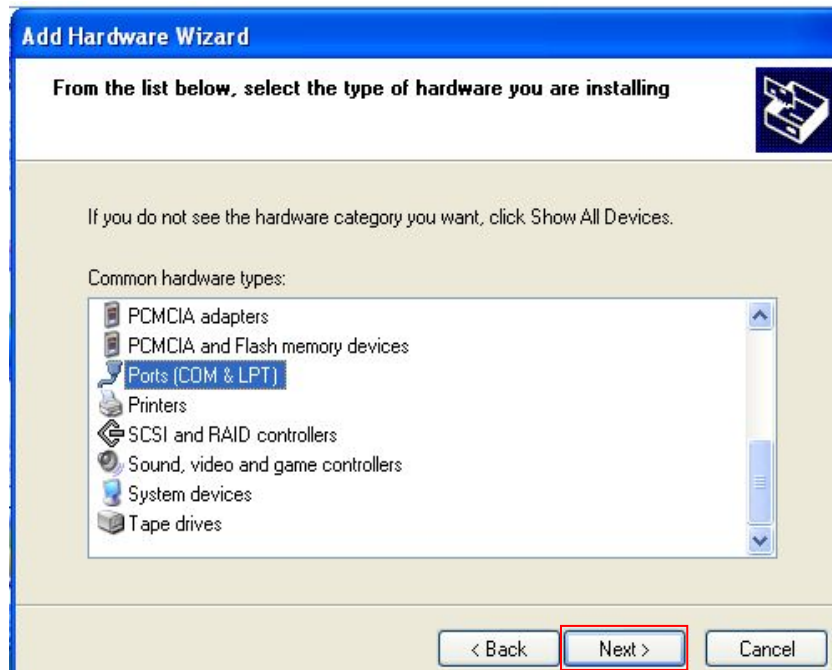 Add Hardware Wizard
From the list below, select the type of hardware you are installing
If you do not see the hardware category you want, click Show All Devices.
Common hardware types:
PCMCIA adapters
PCMCIA and Flash memory devices
Ports (COM & LPT)
Printers
SCSI and RAID controllers
Sound, video and game controllers
System devices
Tape drives
< Back Next > Cancel